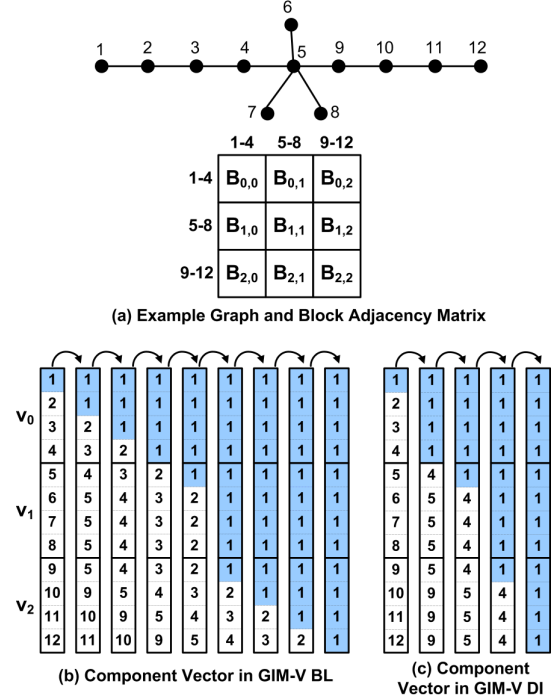 6
1 2 3 4 5 9 10 11 12
7 8
1-4 5-8 9-12
1-4 B0,0 B0,1 B0,2
5-8 B1,0 B1,1 B1,2
9-12 B2,0 B2,1 B2,2
(a) Example Graph and Block Adjacency Matrix
1 1 1 1 1 1 1 1 1
2 1 1 1 1 1 1 1 1
v0
3 2 1 1 1 1 1 1 1
4 3 2 1 1 1 1 1 1
5 4 3 2 1 1 1 1 1
6 5 4 3 2 1 1 1 1
v1
7 5 4 3 2 1 1 1 1
8 5 4 3 2 1 1 1 1
9 5 4 3 2 1 1 1 1
10 9 5 4 3 2 1 1 1
v2
11 10 9 5 4 3 2 1 1
12 11 10 9 5 4 3 2 1
(b) Component Vector in GIM-V BL
1 1 1 1 1
2 1 1 1 1
3 1 1 1 1
4 1 1 1 1
5 4 1 1 1
6 5 4 1 1
7 5 4 1 1
8 5 4 1 1
9 5 4 1 1
10 9 5 4 1
11 9 5 4 1
12 9 5 4 1
(c) Component
Vector in GIM-V DI